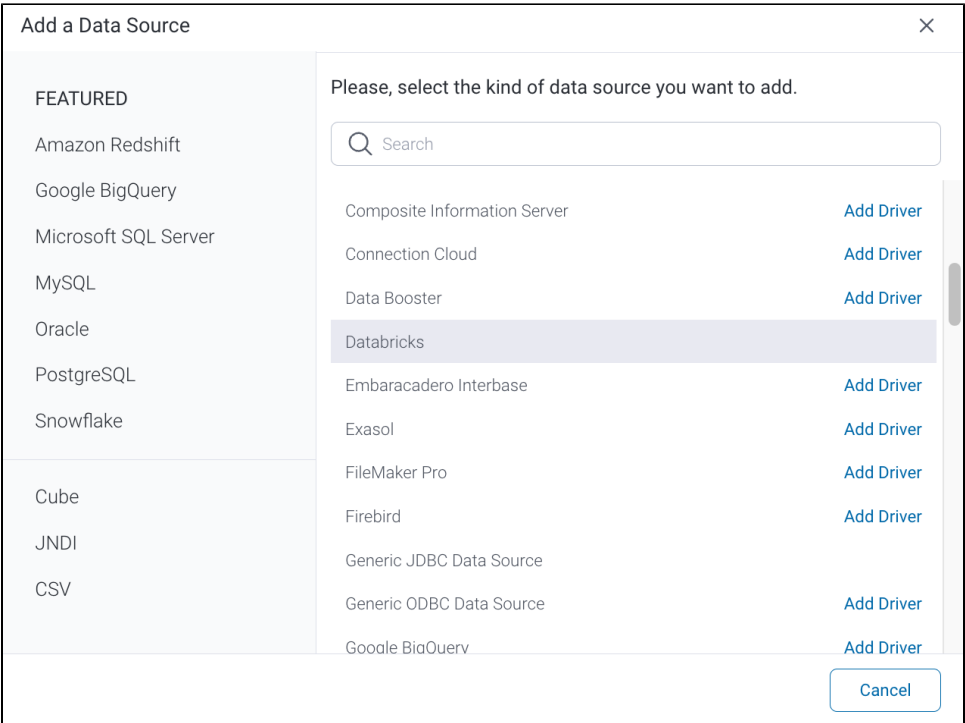 Add a Data Source
FEATURED
Amazon Redshift
Google BigQuery
Microsoft SQL Server
MySQL
Oracle
PostgreSQL
Snowflake
Cube
JNDI
CSV
Please, select the kind of data source you want to add.
Search
Composite Information Server Add Driver
Connection Cloud Add Driver
Data Booster Add Driver
Databricks
Embaracadero Interbase Add Driver
Exasol Add Driver
FileMaker Pro Add Driver
Firebird Add Driver
Generic JDBC Data Source
Generic ODBC Data Source Add Driver
Google BigQuery Add Driver
Cancel